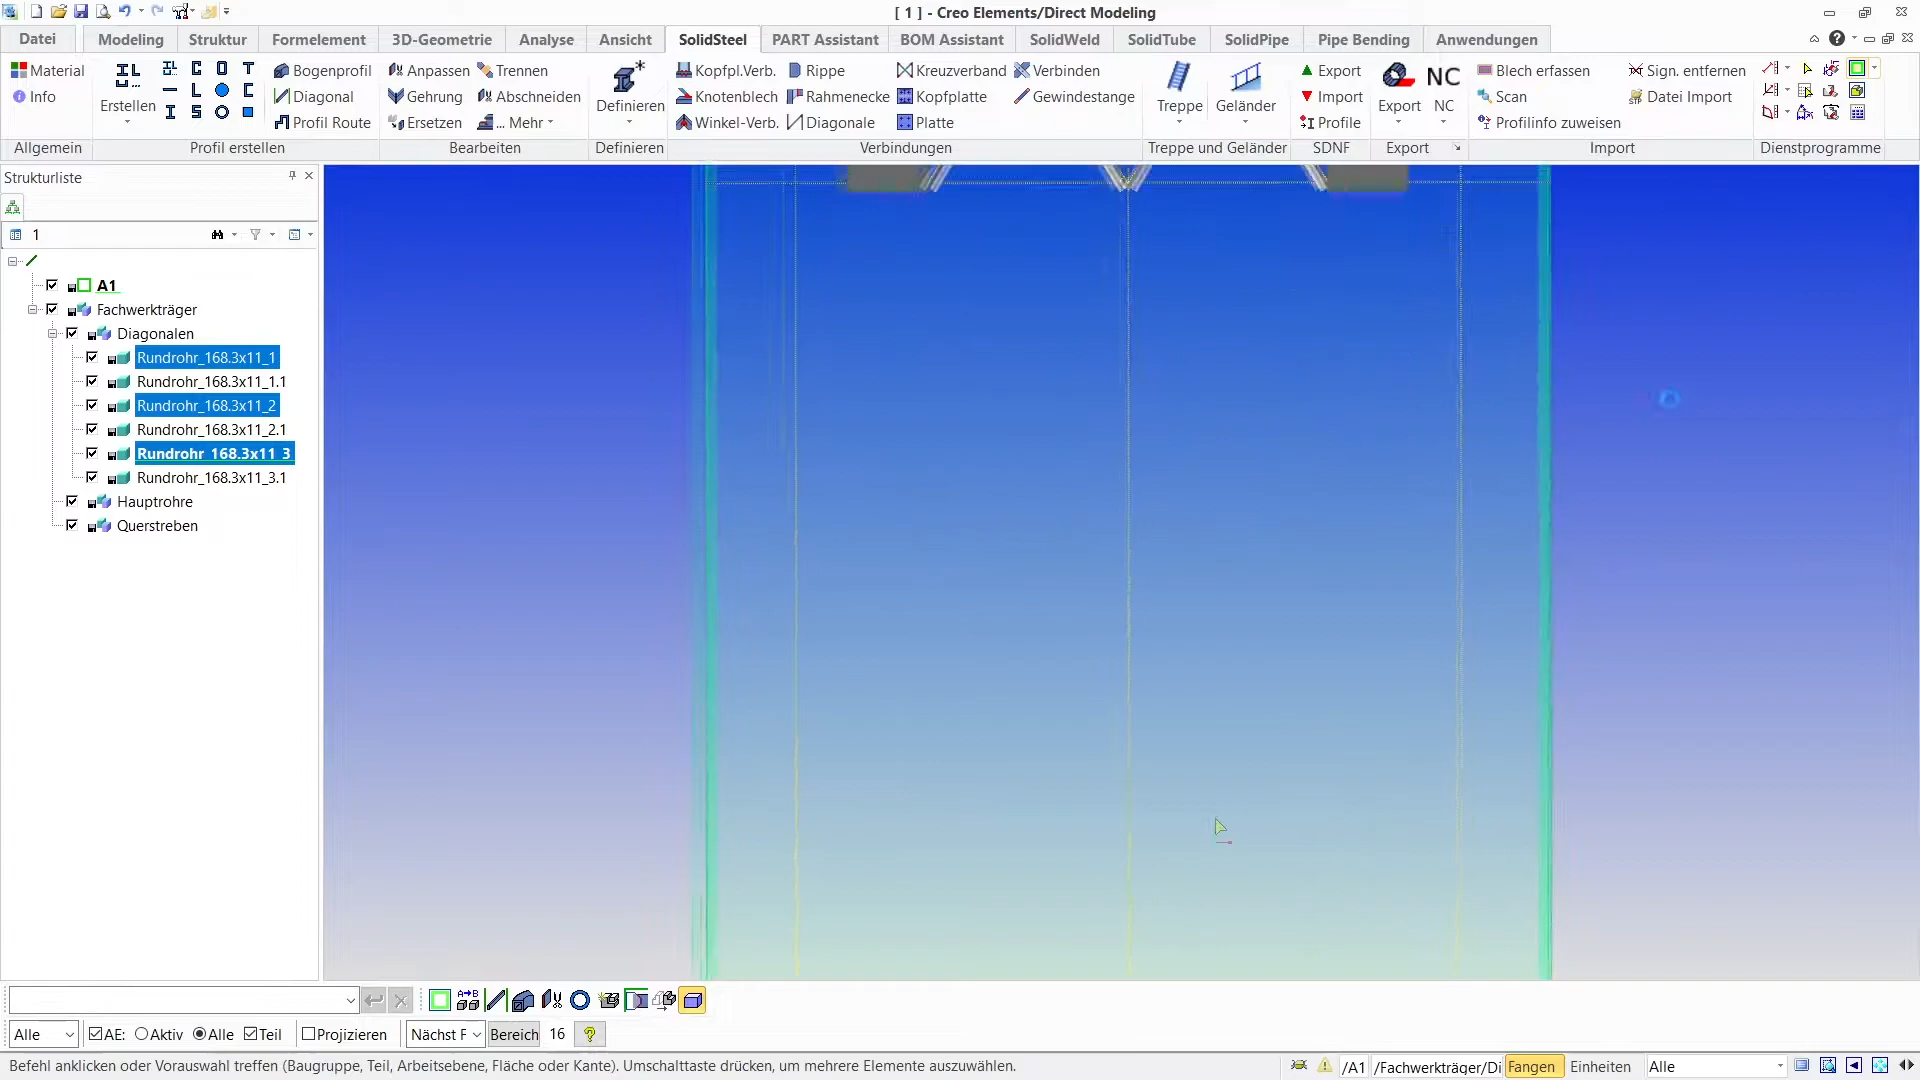 [ 1 ] - Creo Elements/Direct Modeling
Datei Modeling Struktur Formelement 3D-Geometrie Analyse Ansicht SolidSteel PART Assistant BOM Assistant SolidWeld SolidTube SolidPipe Pipe Bending Anwendungen
Material
Info
Allgemein
Erstellen
Bogenprofil
Diagonal
Profil Route
Profil erstellen
Anpassen
Gehrung
Ersetzen
Trennen
Abschneiden
... Mehr
Bearbeiten
Definieren
Definieren
Kopfpl.Verb.
Knotenblech
Winkel-Verb.
Rippe
Rahmenecke
Diagonale
Kreuzverband
Kopfplatte
Platte
Verbinden
Gewindestange
Verbindungen
Treppe
Geländer
Treppe und Geländer
Export
Import
Profile
SDNF
Export
NC
NC
Export
Blech erfassen
Scan
Profilinfo zuweisen
Sign. entfernen
Datei Import
Import
Dienstprogramme
Strukturliste
1
A1
Fachwerkträger
Diagonalen
Rundrohr_168.3x11_1
Rundrohr_168.3x11_1.1
Rundrohr_168.3x11_2
Rundrohr_168.3x11_2.1
Rundrohr_168.3x11_3
Rundrohr_168.3x11_3.1
Hauptrohre
Querstreben
Alle AE: Aktiv Alle Teil Projizieren Nächst F Bereich 16
Befehl anklicken oder Vorauswahl treffen (Baugruppe, Teil, Arbeitsebene, Fläche oder Kante). Umschalttaste drücken, um mehrere Elemente auszuwählen.
/A1 /Fachwerkträger/Di Fangen Einheiten Alle